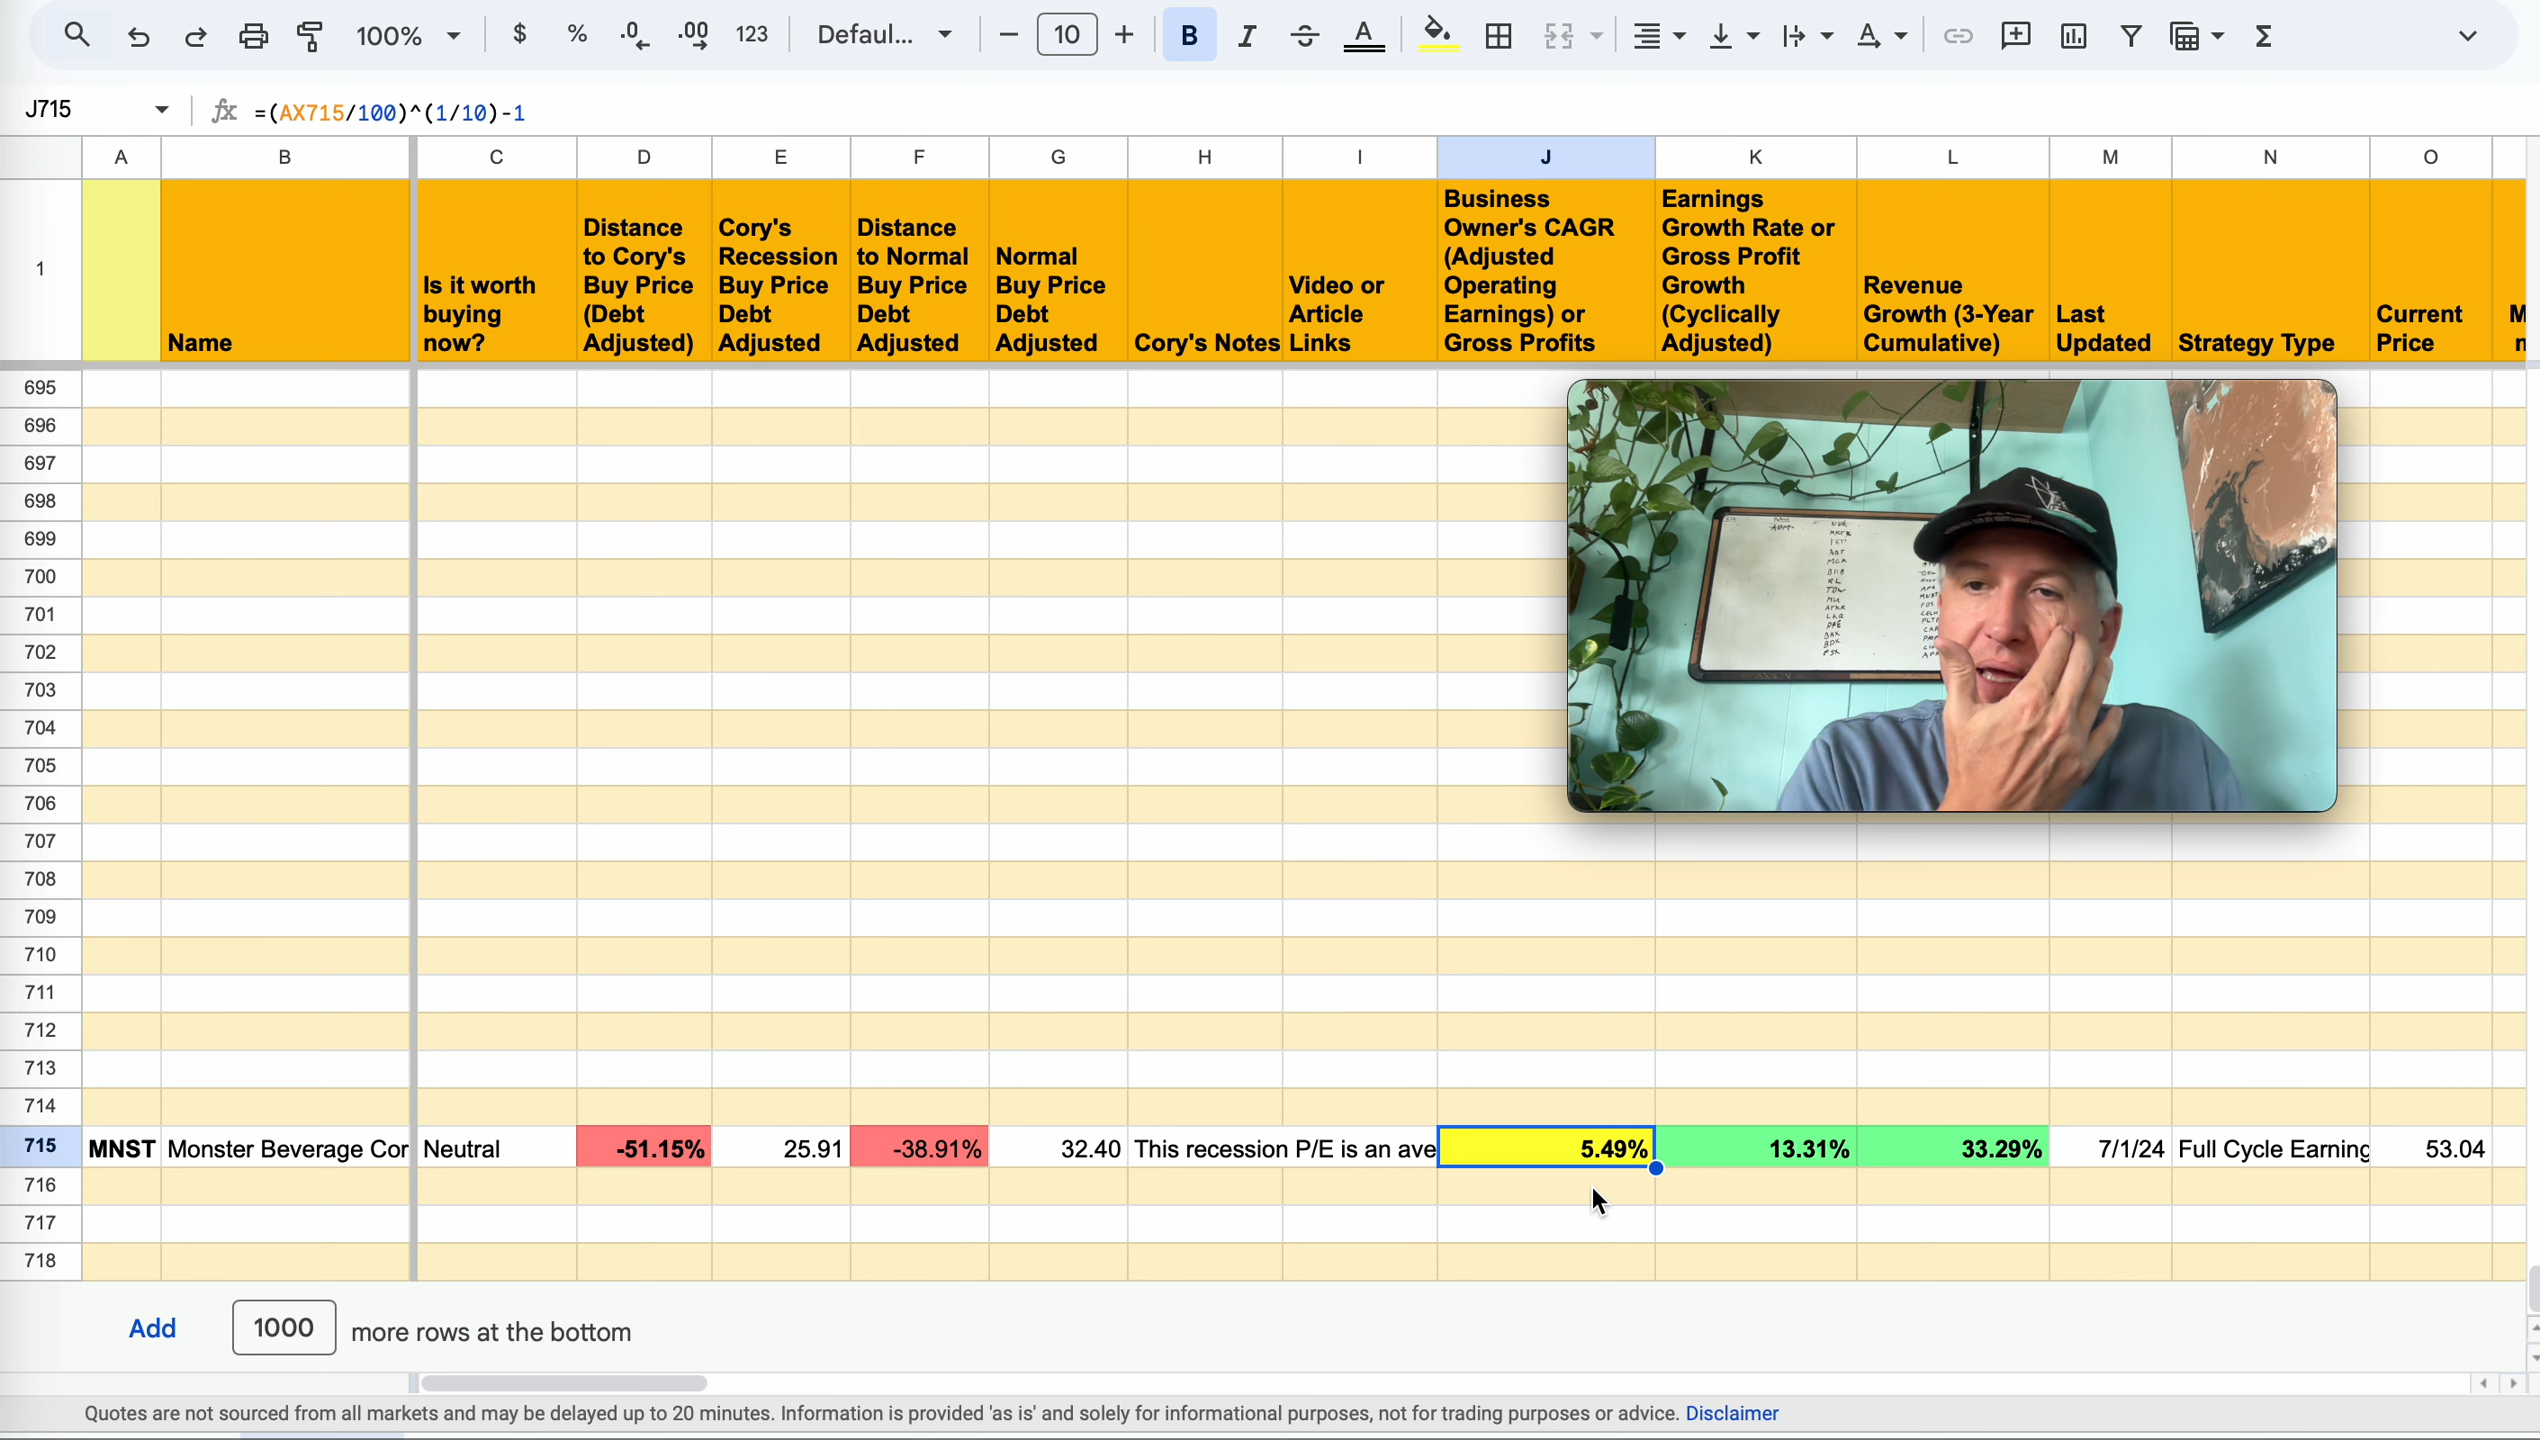 100%
$
%
.0
.00
123
Defaul...
10
B
I
A
Σ
J715
fx
=(AX715/100)^(1/10)-1
A B C D E F G H I J K L M N O
1
Name
Is it worth
buying
now?
Distance
to Cory's
Buy Price
(Debt
Adjusted)
Cory's
Recession
Buy Price
Debt
Adjusted
Distance
to Normal
Buy Price
Debt
Adjusted
Normal
Buy Price
Debt
Adjusted
Cory's Notes
Video or
Article
Links
Business
Owner's CAGR
(Adjusted
Operating
Earnings) or
Gross Profits
Earnings
Growth Rate or
Gross Profit
Growth
(Cyclically
Adjusted)
Revenue
Growth (3-Year
Cumulative)
Last
Updated
Strategy Type
Current
Price
695
696
697
698
699
700
701
702
703
704
705
706
707
708
709
710
711
712
713
714
715 MNST Monster Beverage Cor Neutral -51.15% 25.91 -38.91% 32.40 This recession P/E is an ave 5.49% 13.31% 33.29% 7/1/24 Full Cycle Earning 53.04
716
717
718
Add 1000 more rows at the bottom
Quotes are not sourced from all markets and may be delayed up to 20 minutes. Information is provided 'as is' and solely for informational purposes, not for trading purposes or advice. Disclaimer